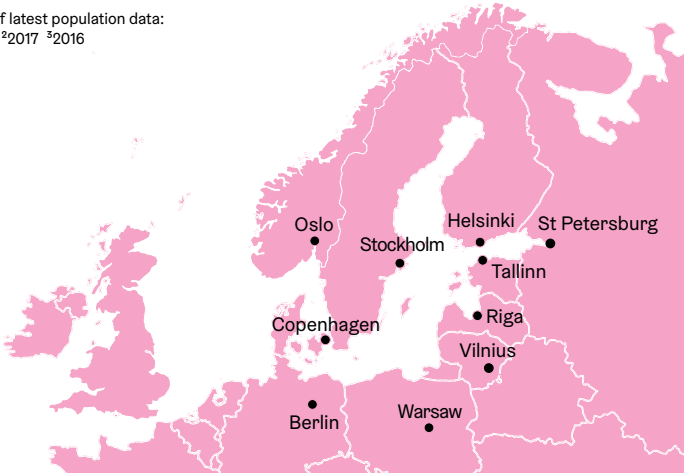 f latest population data:
²2017 ³2016
Oslo
Helsinki
St Petersburg
Stockholm
Tallinn
Riga
Copenhagen
Vilnius
Warsaw
Berlin